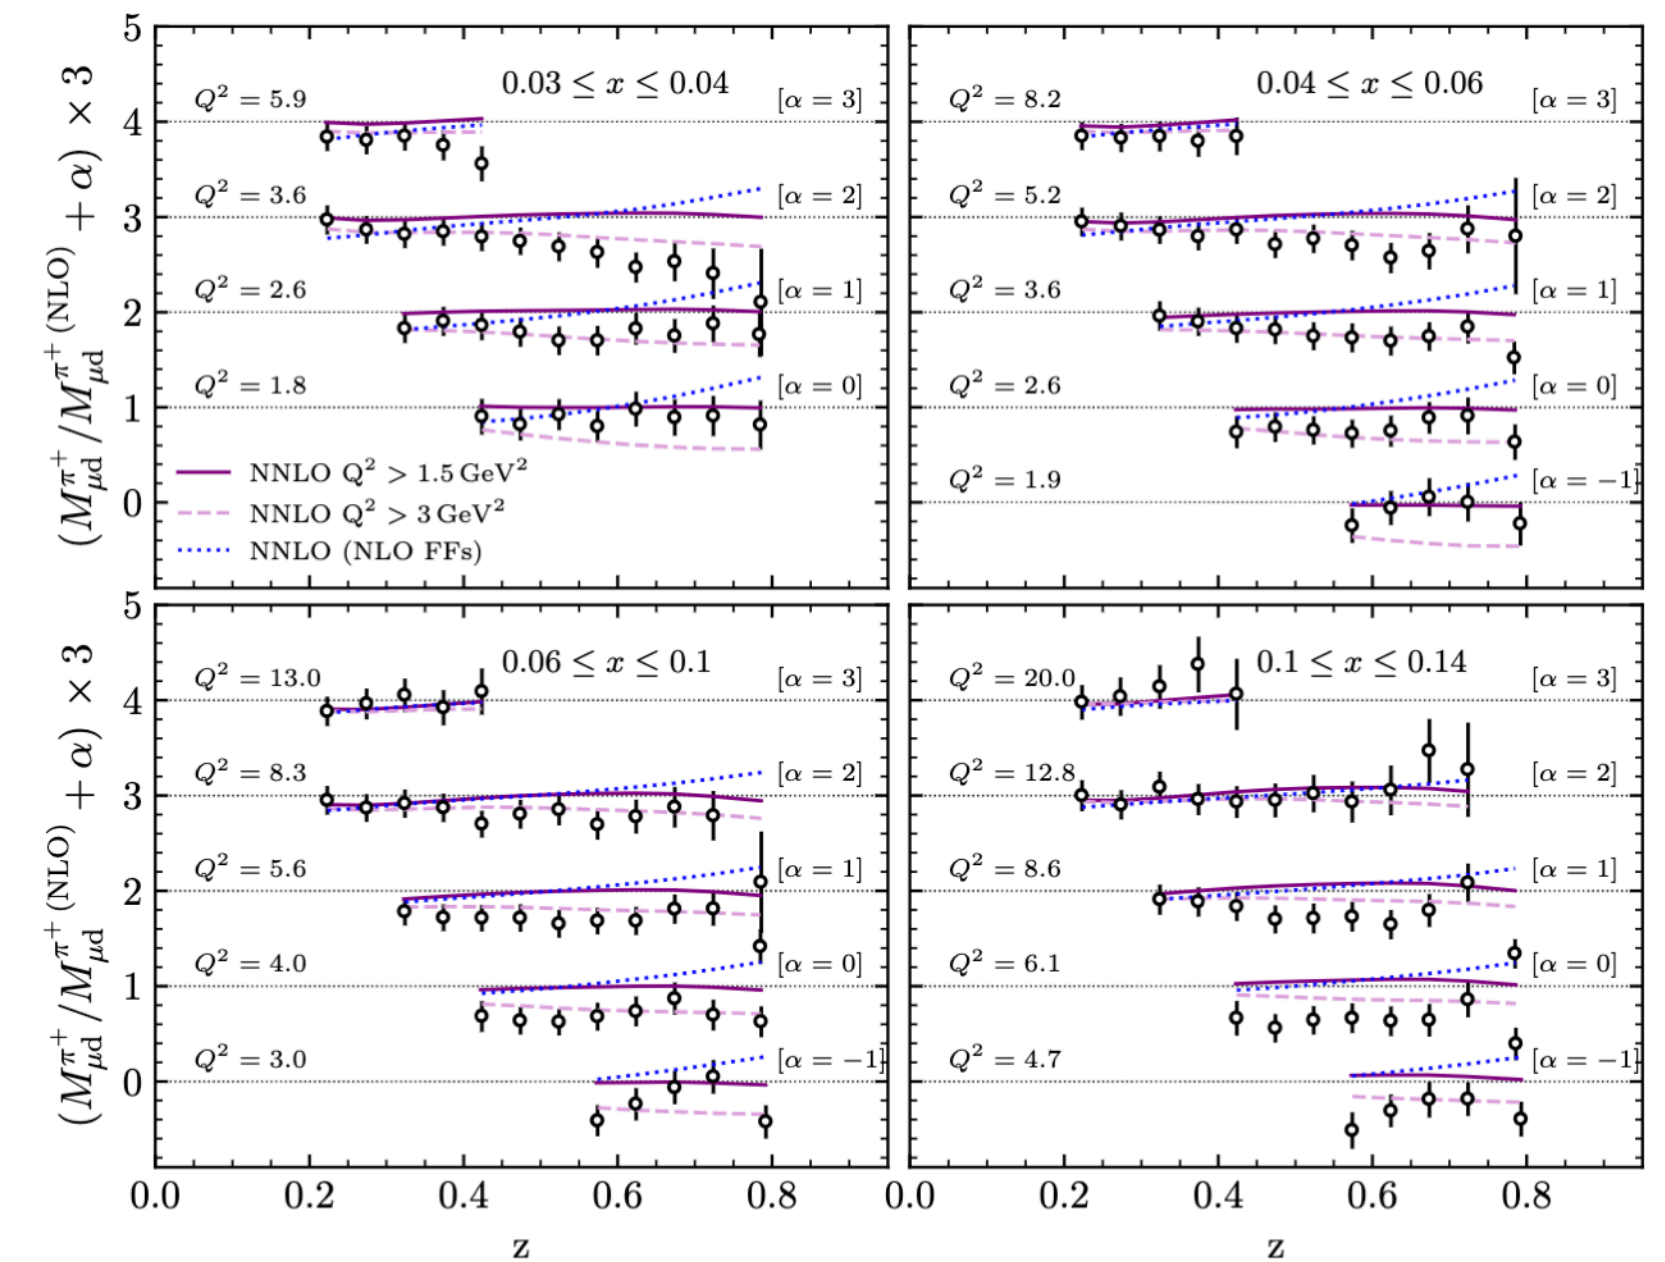 (M_{μd}^{π^+} / M_{μd}^{π^+ (NLO)} + α) × 3
5
4
3
2
1
0
0.03 ≤ x ≤ 0.04
Q² = 5.9 [α = 3]
Q² = 3.6 [α = 2]
Q² = 2.6 [α = 1]
Q² = 1.8 [α = 0]
NNLO Q² > 1.5 GeV²
NNLO Q² > 3 GeV²
NNLO (NLO FFs)
0.04 ≤ x ≤ 0.06
Q² = 8.2 [α = 3]
Q² = 5.2 [α = 2]
Q² = 3.6 [α = 1]
Q² = 2.6 [α = 0]
Q² = 1.9 [α = −1]
(M_{μd}^{π^+} / M_{μd}^{π^+ (NLO)} + α) × 3
5
4
3
2
1
0
0.06 ≤ x ≤ 0.1
Q² = 13.0 [α = 3]
Q² = 8.3 [α = 2]
Q² = 5.6 [α = 1]
Q² = 4.0 [α = 0]
Q² = 3.0 [α = −1]
0.1 ≤ x ≤ 0.14
Q² = 20.0 [α = 3]
Q² = 12.8 [α = 2]
Q² = 8.6 [α = 1]
Q² = 6.1 [α = 0]
Q² = 4.7 [α = −1]
0.0 0.2 0.4 0.6 0.8 0.0 0.2 0.4 0.6 0.8
z z